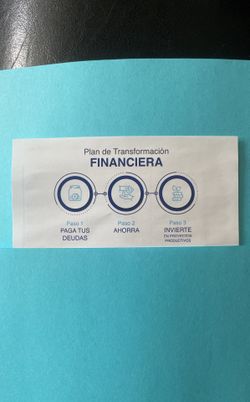 Plan de Transformación
FINANCIERA
Paso 1
PAGA TUS
DEUDAS
Paso 2
AHORRA
Paso 3
INVIERTE
EN PROYECTOS
PRODUCTIVOS